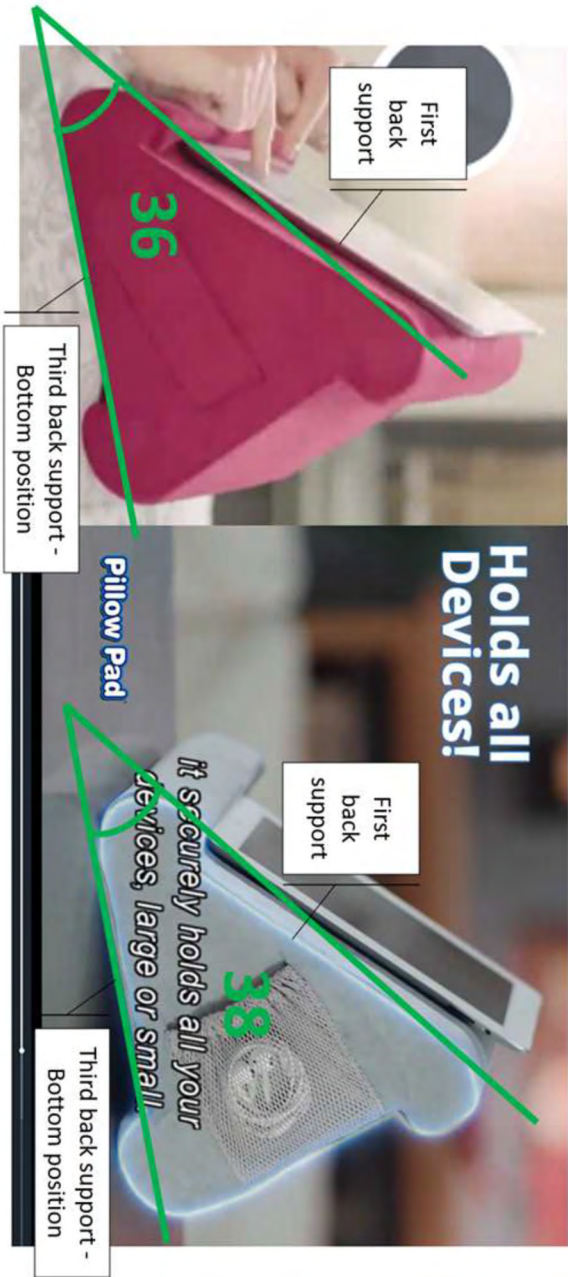 First
back
support
36
Third back support -
Bottom position
Holds all
Devices!
Pillow Pad
it securely holds all your
devices, large or small
First
back
support
38
Third back support -
Bottom position